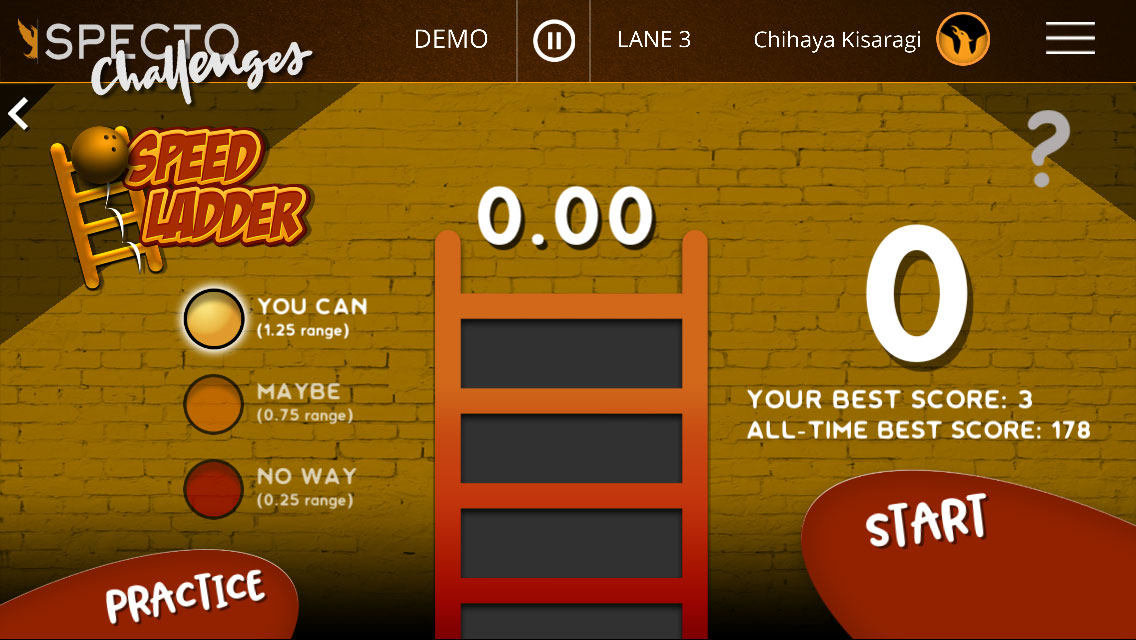 SPECTO
Challenges
DEMO
LANE 3
Chihaya Kisaragi
SPEED
LADDER
?
0.00
0
YOU CAN
(1.25 range)
MAYBE
(0.75 range)
NO WAY
(0.25 range)
YOUR BEST SCORE: 3
ALL-TIME BEST SCORE: 178
PRACTICE
START